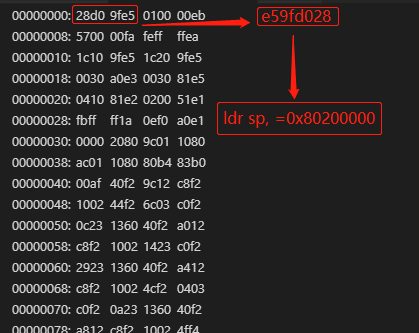 00000000: 28d0 9fe5 0100 00eb e59fd028
00000008: 5700 00fa feff ffea
00000010: 1c10 9fe5 1c20 9fe5
00000018: 0030 a0e3 0030 81e5
00000020: 0410 81e2 0200 51e1 ldr sp, =0x80200000
00000028: fbff ff1a 0ef0 a0e1
00000030: 0000 2080 9c01 1080
00000038: ac01 1080 80b4 83b0
00000040: 00af 40f2 9c12 c8f2
00000048: 1002 44f2 6c03 c0f2
00000050: 0c23 1360 40f2 a012
00000058: c8f2 1002 1423 c0f2
00000060: 2923 1360 40f2 a412
00000068: c8f2 1002 4cf2 0403
00000070: c0f2 0a23 1360 40f2
00000078: a812 c8f2 1002 4ff4